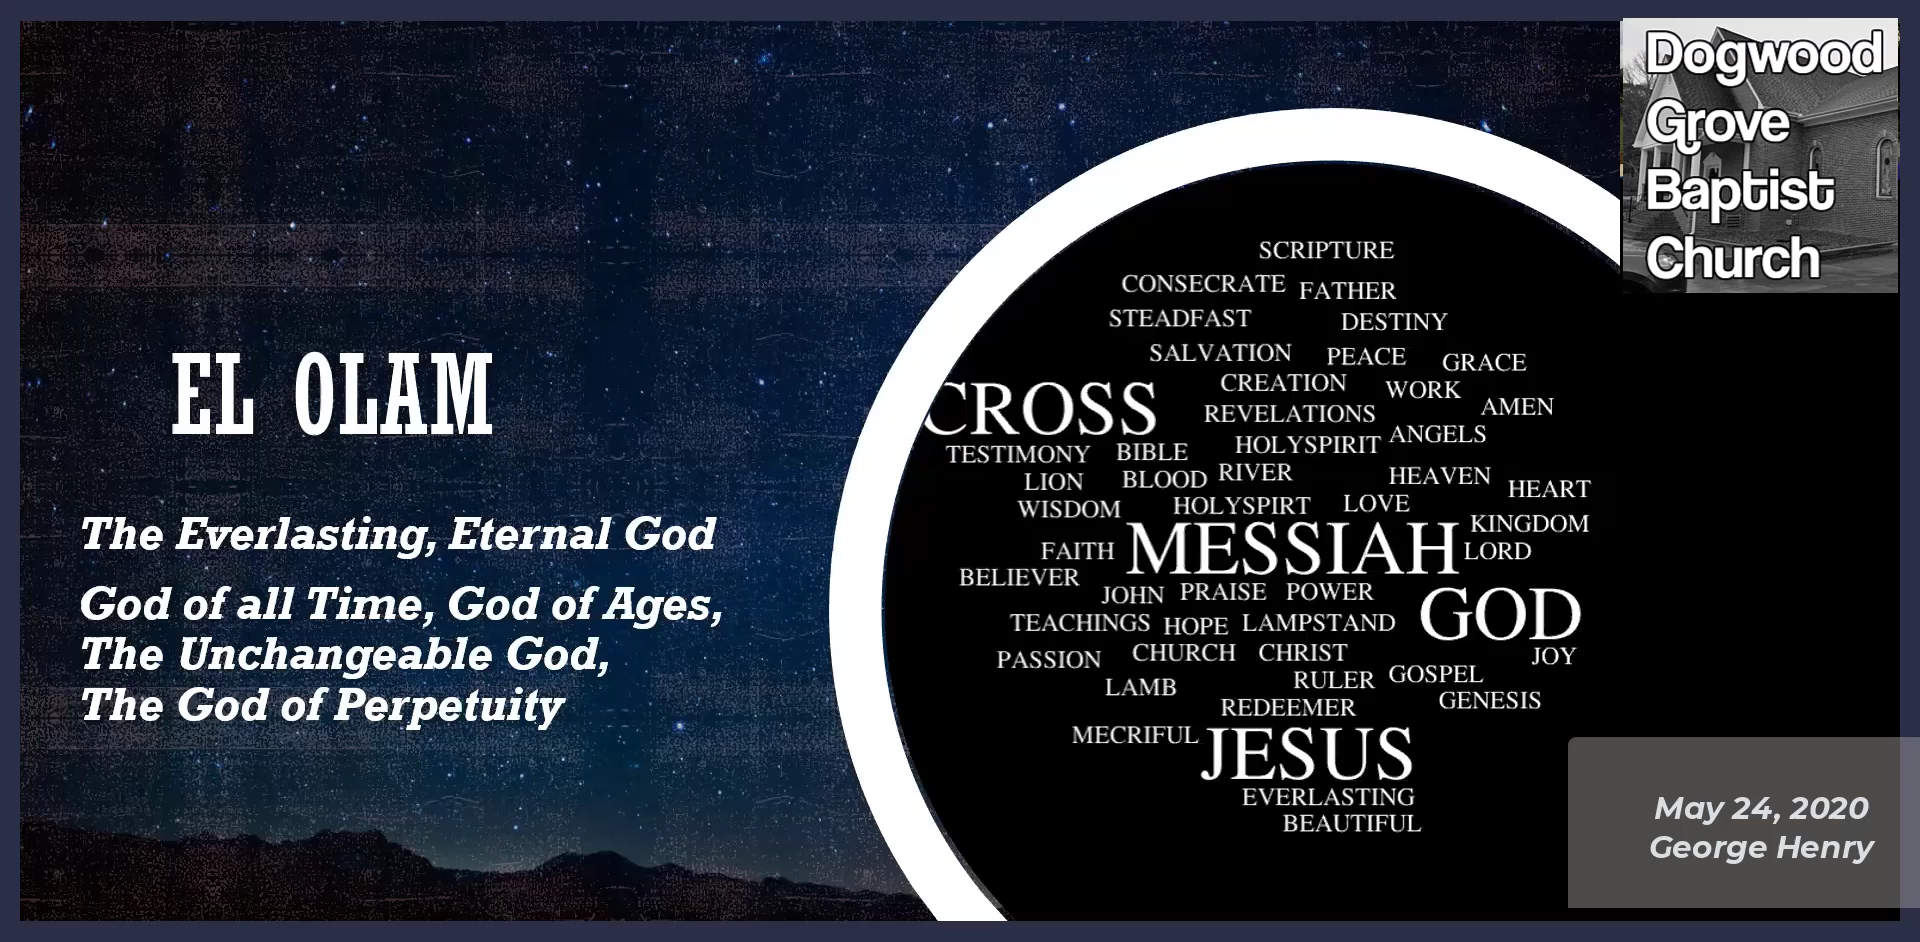 Dogwood
Grove
Baptist
Church
EL OLAM
The Everlasting, Eternal God
God of all Time, God of Ages,
The Unchangeable God,
The God of Perpetuity
SCRIPTURE
CONSECRATE FATHER
STEADFAST DESTINY
SALVATION PEACE GRACE
CREATION WORK
CROSS REVELATIONS AMEN
HOLYSPIRIT ANGELS
TESTIMONY BIBLE
LION BLOOD RIVER HEAVEN HEART
WISDOM HOLYSPIRT LOVE
KINGDOM
FAITH MESSIAH LORD
BELIEVER
JOHN PRAISE POWER
GOD
TEACHINGS HOPE LAMPSTAND
PASSION CHURCH CHRIST JOY
LAMB RULER GOSPEL
REDEEMER GENESIS
MECRIFUL JESUS
EVERLASTING
BEAUTIFUL
May 24, 2020
George Henry